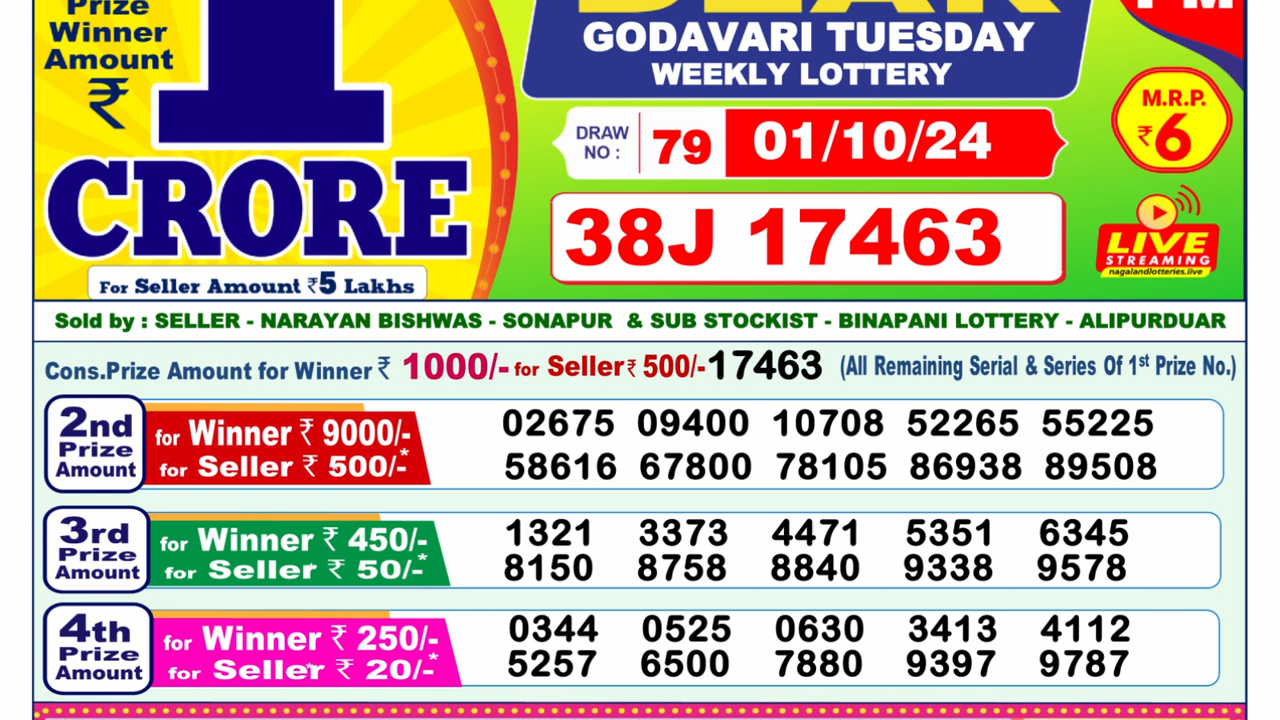 Prize
Winner
Amount
₹
1
CRORE
For Seller Amount ₹5 Lakhs
DEAR
GODAVARI TUESDAY
WEEKLY LOTTERY
PM
M.R.P.
₹6
DRAW
NO :
79
01/10/24
38J 17463
LIVE
STREAMING
nagalandlotteries.live
Sold by : SELLER - NARAYAN BISHWAS - SONAPUR & SUB STOCKIST - BINAPANI LOTTERY - ALIPURDUAR
Cons.Prize Amount for Winner ₹ 1000/- for Seller ₹ 500/- 17463 (All Remaining Serial & Series Of 1st Prize No.)
2nd
Prize
Amount
for Winner ₹ 9000/-
for Seller ₹ 500/-*
02675 09400 10708 52265 55225
58616 67800 78105 86938 89508
3rd
Prize
Amount
for Winner ₹ 450/-
for Seller ₹ 50/-*
1321 3373 4471 5351 6345
8150 8758 8840 9338 9578
4th
Prize
Amount
for Winner ₹ 250/-
for Seller ₹ 20/-*
0344 0525 0630 3413 4112
5257 6500 7880 9397 9787